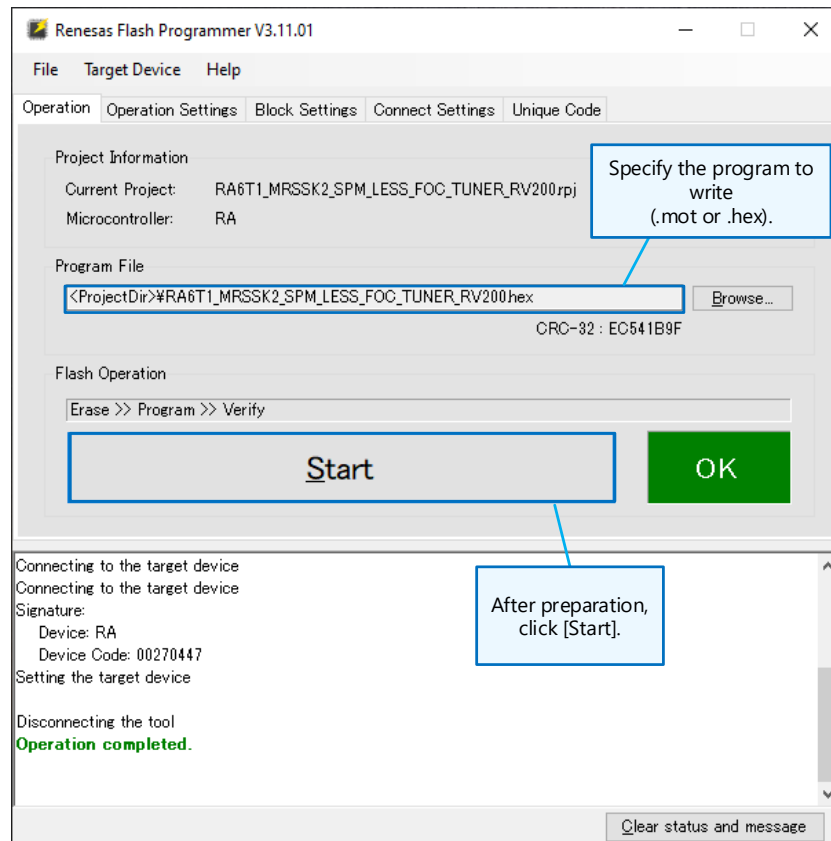 Renesas Flash Programmer V3.11.01
File Target Device Help
Operation Operation Settings Block Settings Connect Settings Unique Code
Project Information
Current Project: RA6T1_MRSSK2_SPM_LESS_FOC_TUNER_RV200.rpj
Microcontroller: RA
Specify the program to
write
(.mot or .hex).
Program File
<ProjectDir>¥RA6T1_MRSSK2_SPM_LESS_FOC_TUNER_RV200.hex Browse...
CRC-32 : EC541B9F
Flash Operation
Erase >> Program >> Verify
Start OK
Connecting to the target device
Connecting to the target device
Signature:
Device: RA
Device Code: 00270447
Setting the target device
Disconnecting the tool
Operation completed.
After preparation,
click [Start].
Clear status and message